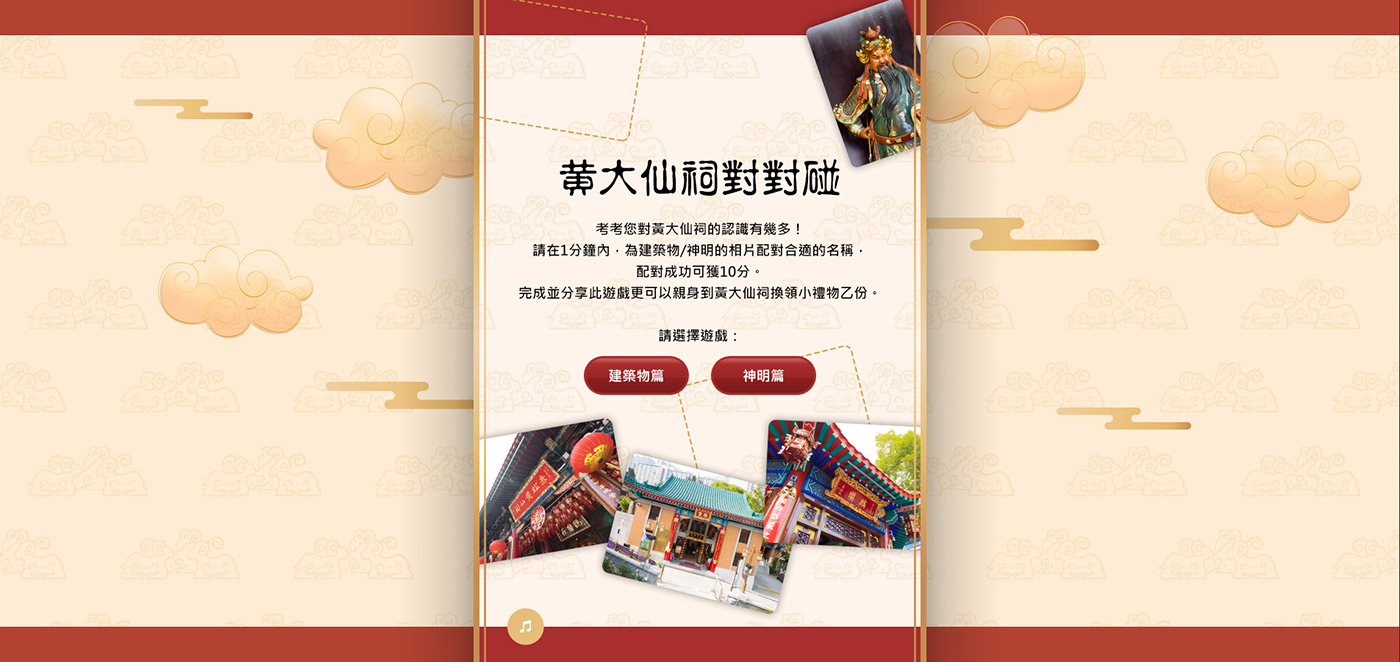 黃大仙祠對對碰
考考您對黃大仙祠的認識有幾多！
請在1分鐘內，為建築物/神明的相片配對合適的名稱，
配對成功可獲10分。
完成並分享此遊戲更可以親身到黃大仙祠換領小禮物乙份。
請選擇遊戲：
建築物篇
神明篇